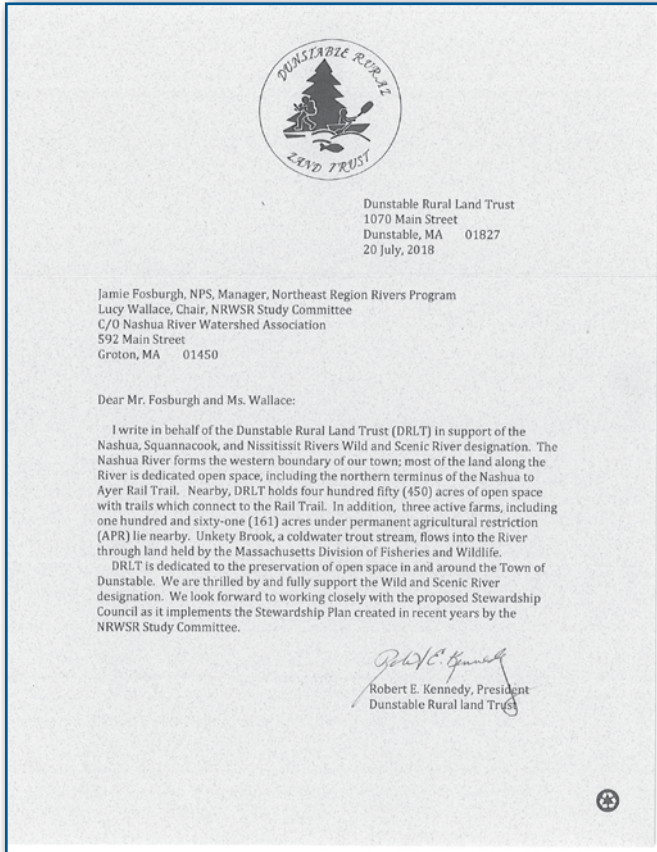 DUNSTABLE RURAL
LAND TRUST
Dunstable Rural Land Trust
1070 Main Street
Dunstable, MA 01827
20 July, 2018
Jamie Fosburgh, NPS, Manager, Northeast Region Rivers Program
Lucy Wallace, Chair, NRWSR Study Committee
C/O Nashua River Watershed Association
592 Main Street
Groton, MA 01450
Dear Mr. Fosburgh and Ms. Wallace:
I write in behalf of the Dunstable Rural Land Trust (DRLT) in support of the
Nashua, Squannacook, and Nissitissit Rivers Wild and Scenic River designation. The
Nashua River forms the western boundary of our town; most of the land along the
River is dedicated open space, including the northern terminus of the Nashua to
Ayer Rail Trail. Nearby, DRLT holds four hundred fifty (450) acres of open space
with trails which connect to the Rail Trail. In addition, three active farms, including
one hundred and sixty-one (161) acres under permanent agricultural restriction
(APR) lie nearby. Unkety Brook, a coldwater trout stream, flows into the River
through land held by the Massachusetts Division of Fisheries and Wildlife.
DRLT is dedicated to the preservation of open space in and around the Town of
Dunstable. We are thrilled by and fully support the Wild and Scenic River
designation. We look forward to working closely with the proposed Stewardship
Council as it implements the Stewardship Plan created in recent years by the
NRWSR Study Committee.
Robert E. Kennedy
Robert E. Kennedy, President
Dunstable Rural land Trust